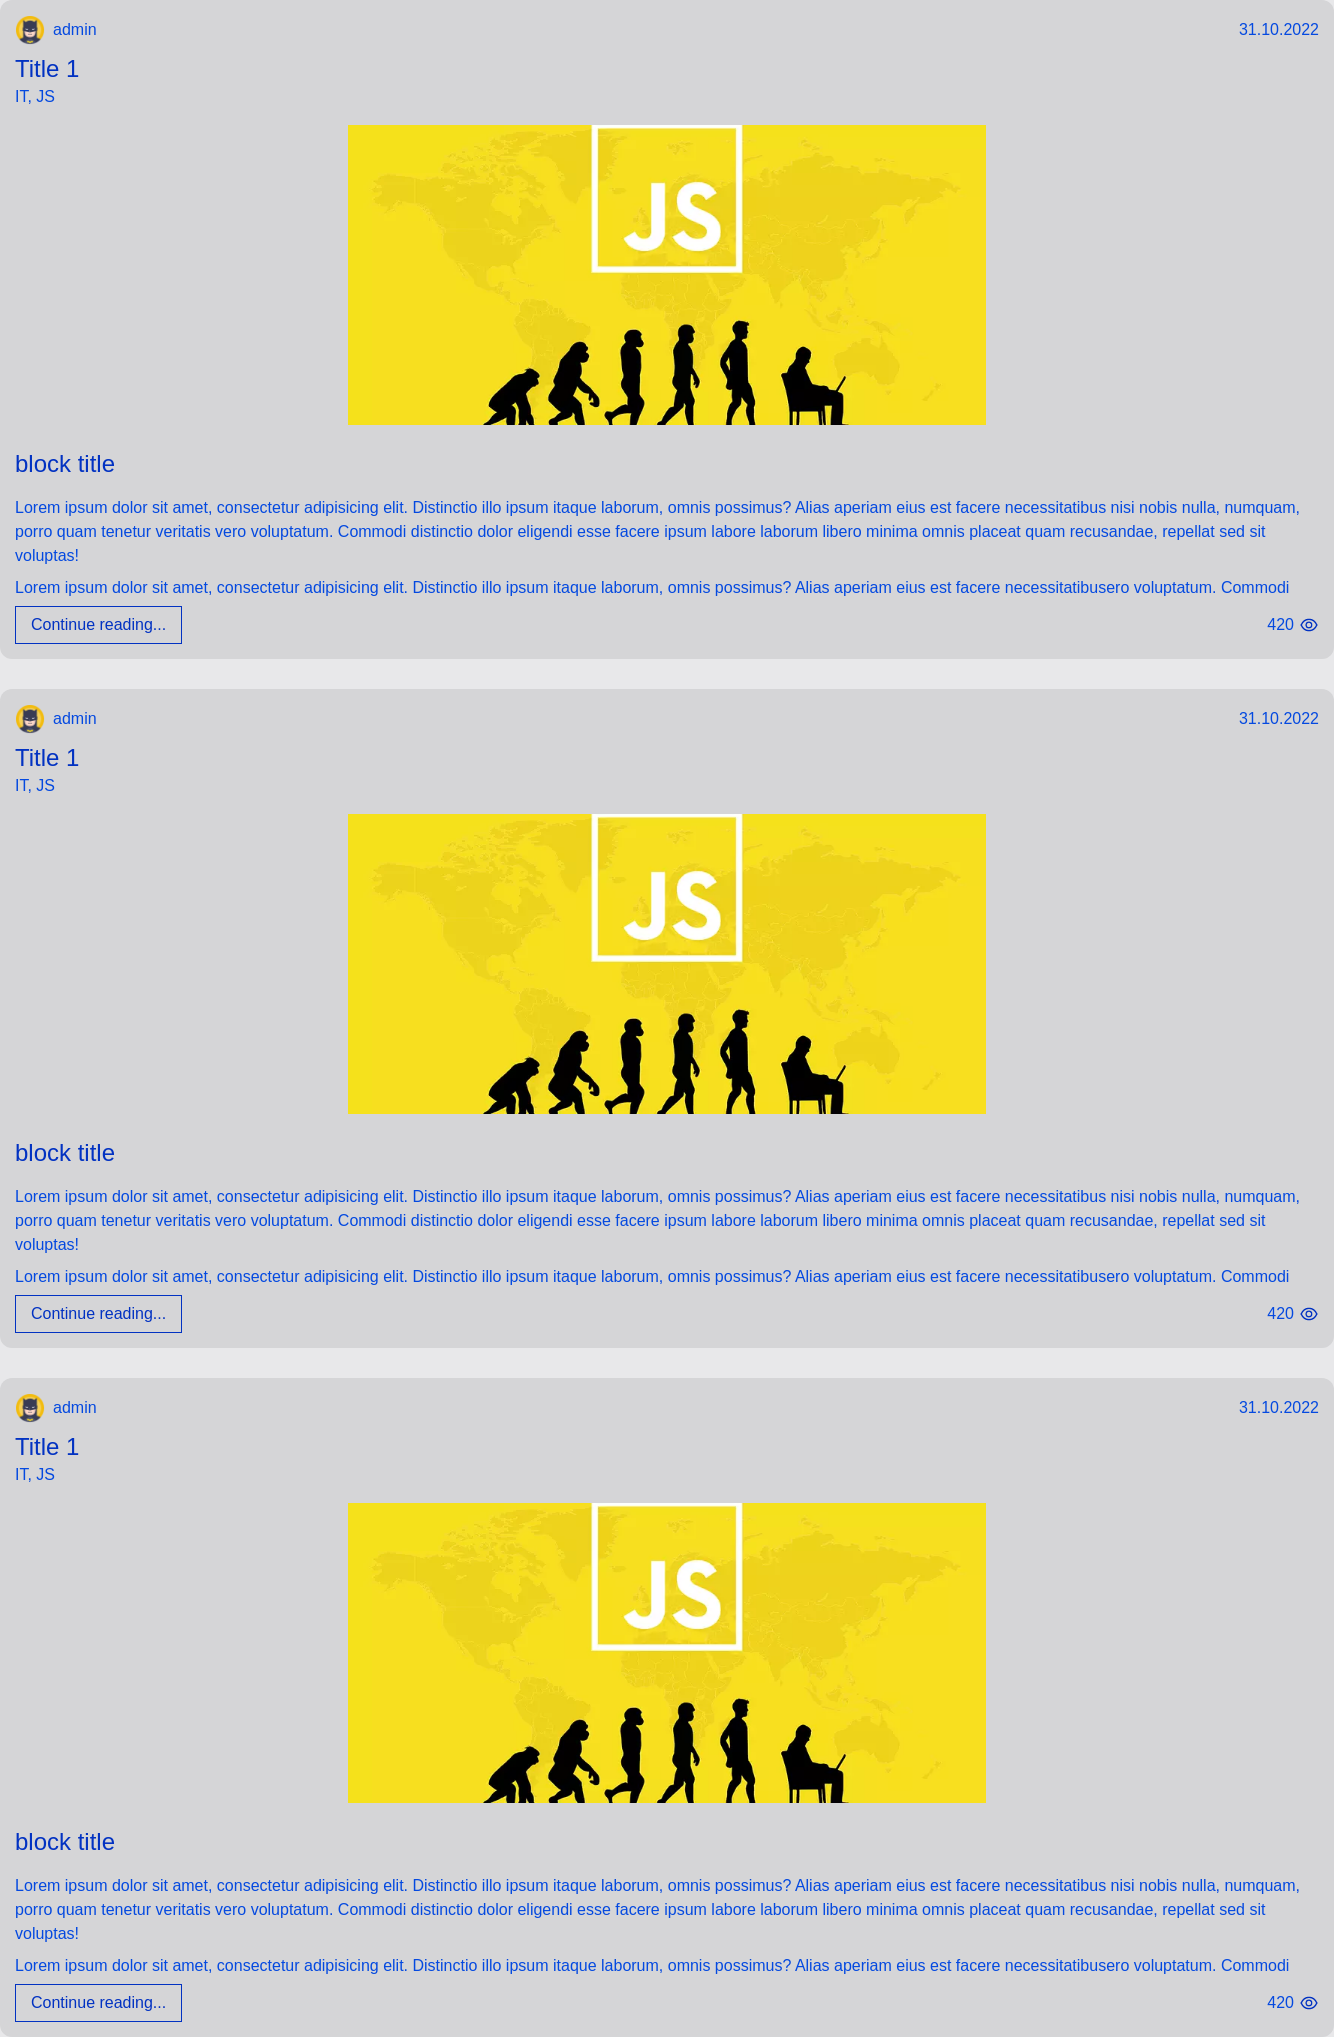 admin
31.10.2022
Title 1
IT, JS
JS
block title
Lorem ipsum dolor sit amet, consectetur adipisicing elit. Distinctio illo ipsum itaque laborum, omnis possimus? Alias aperiam eius est facere necessitatibus nisi nobis nulla, numquam,
porro quam tenetur veritatis vero voluptatum. Commodi distinctio dolor eligendi esse facere ipsum labore laborum libero minima omnis placeat quam recusandae, repellat sed sit
voluptas!
Lorem ipsum dolor sit amet, consectetur adipisicing elit. Distinctio illo ipsum itaque laborum, omnis possimus? Alias aperiam eius est facere necessitatibusero voluptatum. Commodi
Continue reading...
420
admin
31.10.2022
Title 1
IT, JS
JS
block title
Lorem ipsum dolor sit amet, consectetur adipisicing elit. Distinctio illo ipsum itaque laborum, omnis possimus? Alias aperiam eius est facere necessitatibus nisi nobis nulla, numquam,
porro quam tenetur veritatis vero voluptatum. Commodi distinctio dolor eligendi esse facere ipsum labore laborum libero minima omnis placeat quam recusandae, repellat sed sit
voluptas!
Lorem ipsum dolor sit amet, consectetur adipisicing elit. Distinctio illo ipsum itaque laborum, omnis possimus? Alias aperiam eius est facere necessitatibusero voluptatum. Commodi
Continue reading...
420
admin
31.10.2022
Title 1
IT, JS
JS
block title
Lorem ipsum dolor sit amet, consectetur adipisicing elit. Distinctio illo ipsum itaque laborum, omnis possimus? Alias aperiam eius est facere necessitatibus nisi nobis nulla, numquam,
porro quam tenetur veritatis vero voluptatum. Commodi distinctio dolor eligendi esse facere ipsum labore laborum libero minima omnis placeat quam recusandae, repellat sed sit
voluptas!
Lorem ipsum dolor sit amet, consectetur adipisicing elit. Distinctio illo ipsum itaque laborum, omnis possimus? Alias aperiam eius est facere necessitatibusero voluptatum. Commodi
Continue reading...
420